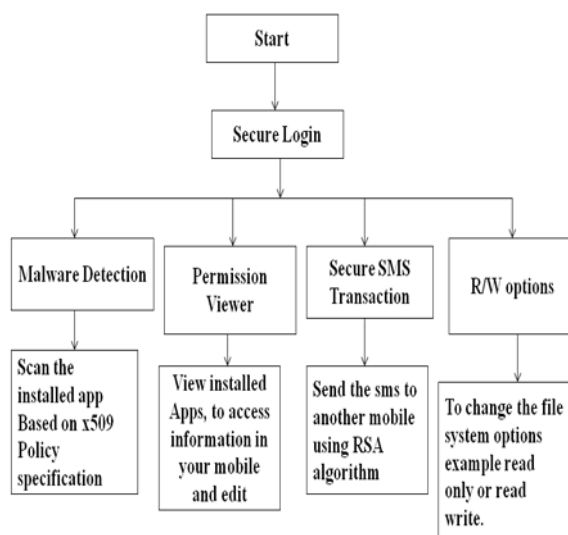 Start
Secure Login
Malware Detection
Permission
Viewer
Secure SMS
Transaction
R/W options
Scan the
installed app
Based on x509
Policy
specification
View installed
Apps, to access
information in
your mobile
and edit
Send the sms to
another mobile
using RSA
algorithm
To change the file
system options
example read
only or read
write.